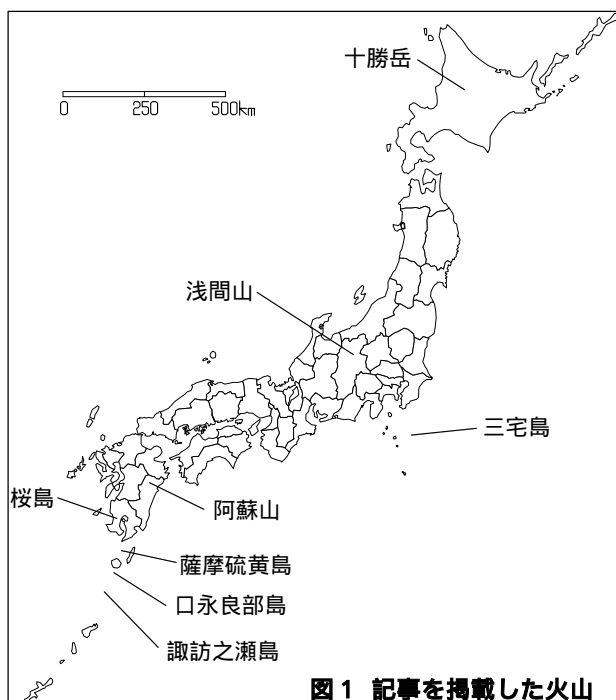 十勝岳
0 250 500km
浅間山
三宅島
桜島
阿蘇山
薩摩硫黄島
口永良部島
諏訪之瀬島
図1 記事を掲載した火山